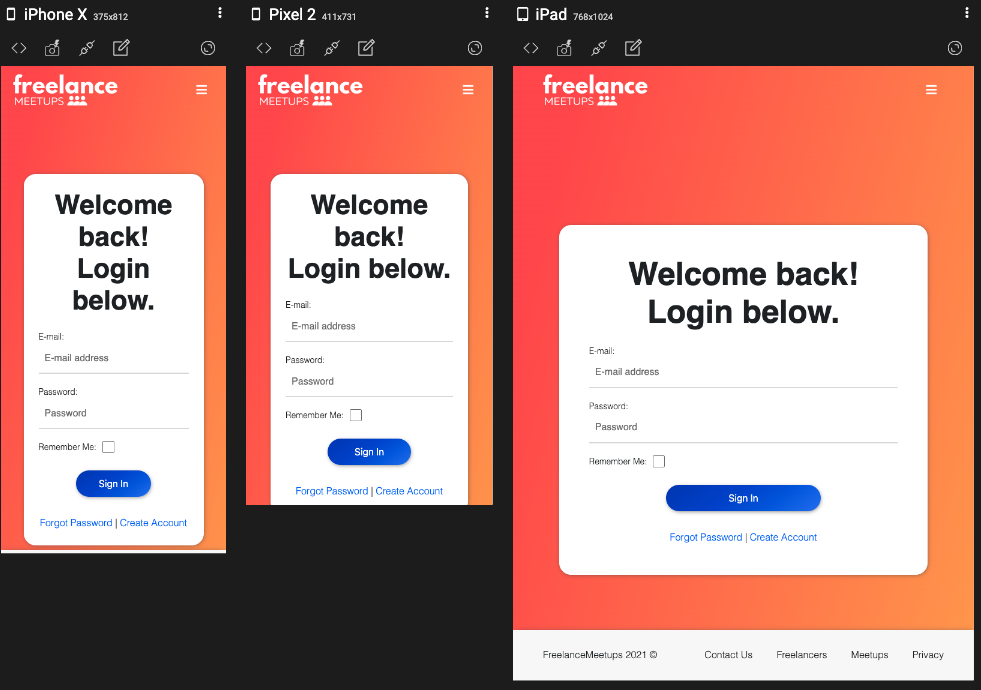 iPhone X 375x812
freelance
MEETUPS
Welcome
back!
Login
below.
E-mail:
E-mail address
Password:
Password
Remember Me:
Sign In
Forgot Password | Create Account
Pixel 2 411x731
freelance
MEETUPS
Welcome
back!
Login below.
E-mail:
E-mail address
Password:
Password
Remember Me:
Sign In
Forgot Password | Create Account
iPad 768x1024
freelance
MEETUPS
Welcome back!
Login below.
E-mail:
E-mail address
Password:
Password
Remember Me:
Sign In
Forgot Password | Create Account
FreelanceMeetups 2021 © Contact Us Freelancers Meetups Privacy